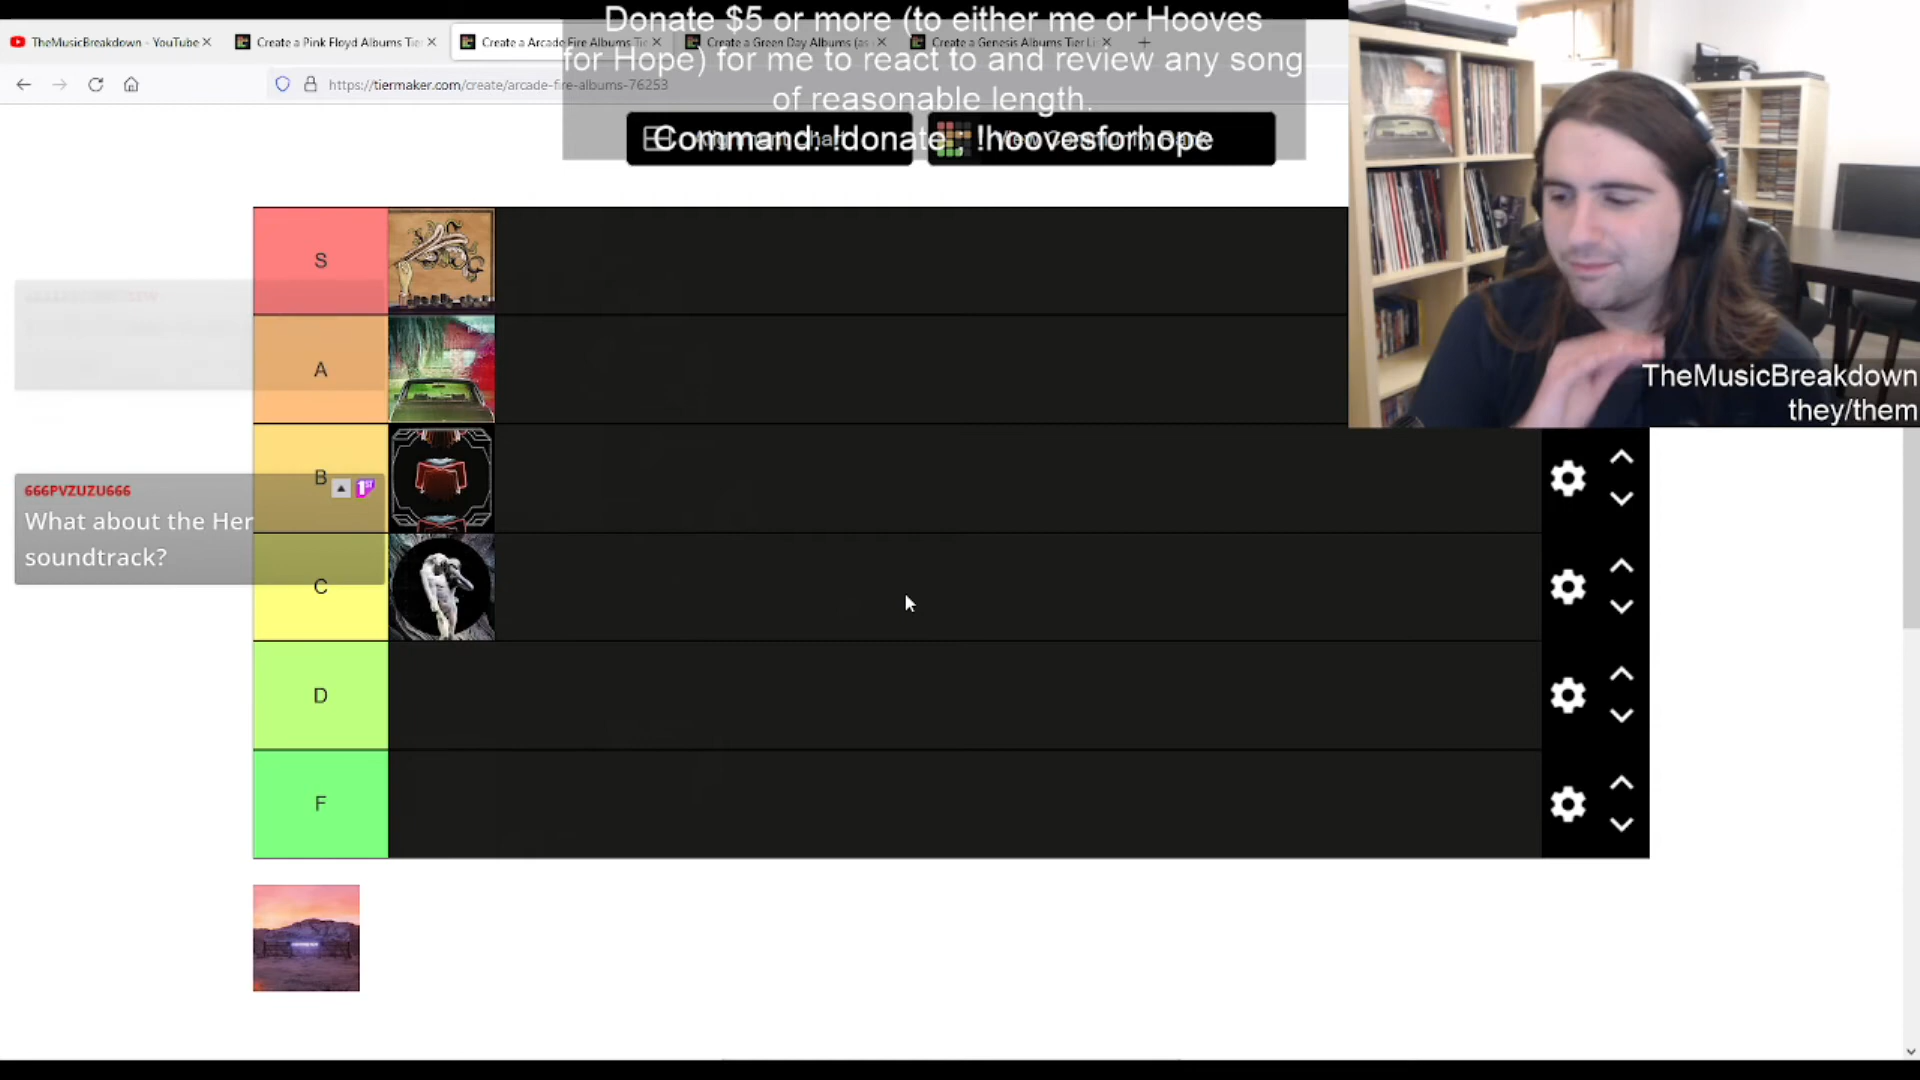 Donate $5 or more (to either me or Hooves
for Hope) for me to react to and review any song
of reasonable length.
Command: !donate ; !hoovesforhope
TheMusicBreakdown - YouTube
Create a Pink Floyd Albums Tie
Create a Arcade Fire Albums Ti
Create a Green Day Albums (as
Create a Genesis Albums Tier Li
https://tiermaker.com/create/arcade-fire-albums-76253
S
A
B
C
D
F
666PVZUZU666
1ST
What about the Her
soundtrack?
TheMusicBreakdown
they/them